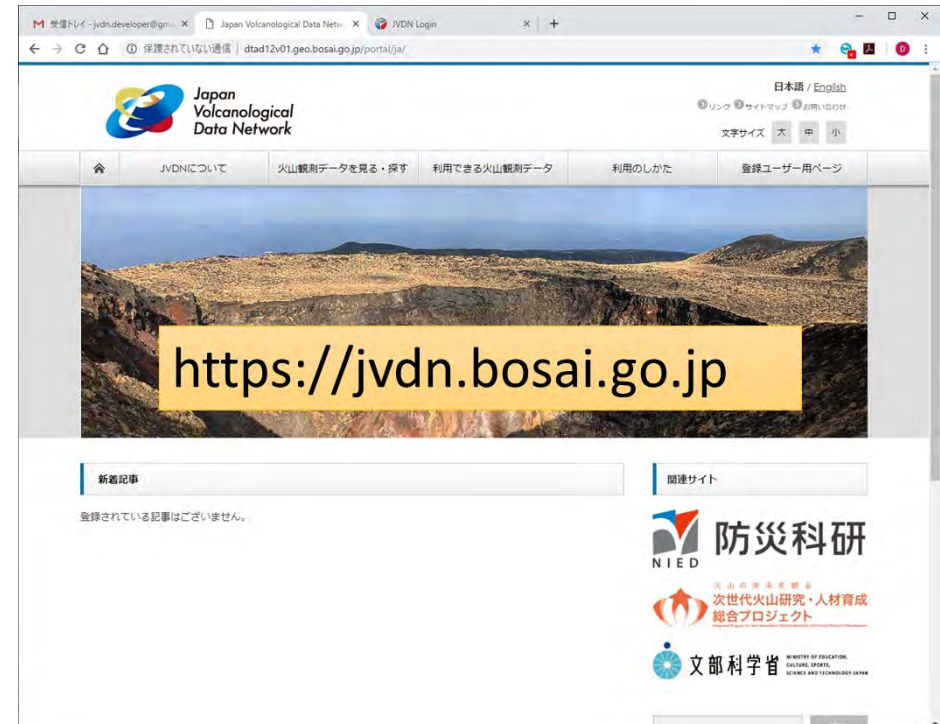 受信トレイ - jvdn.developer@gm
Japan Volcanological Data Netw
JVDN Login
保護されていない通信 | dtad12v01.geo.bosai.go.jp/portal/ja/
Japan
Volcanological
Data Network
日本語 / English
リンク サイトマップ お問い合わせ
文字サイズ 大 中 小
JVDNについて 火山観測データを見る・探す 利用できる火山観測データ 利用のしかた 登録ユーザー用ページ
https://jvdn.bosai.go.jp
新着記事
関連サイト
登録されている記事はございません。
NIED 防災科研
火山の未来を創る
次世代火山研究・人材育成
総合プロジェクト
文部科学省
MINISTRY OF EDUCATION,
CULTURE, SPORTS,
SCIENCE AND TECHNOLOGY-JAPAN